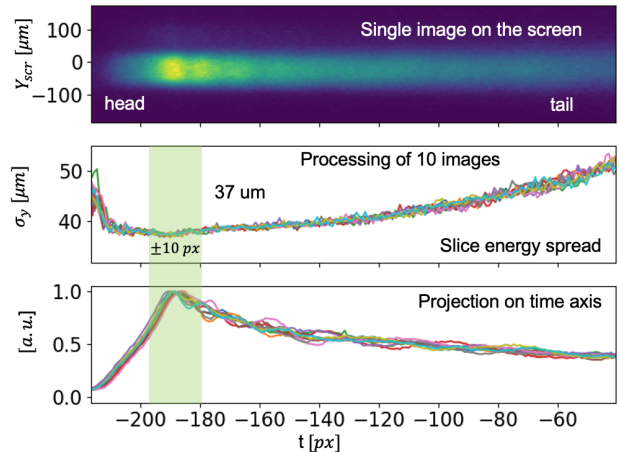 100
0
−100
Y_scr [μm]
Single image on the screen
head
tail
50
40
σ_y [μm]
Processing of 10 images
37 um
±10 px
Slice energy spread
1.0
0.5
0.0
[a.u.]
Projection on time axis
−200 −180 −160 −140 −120 −100 −80 −60
t [px]